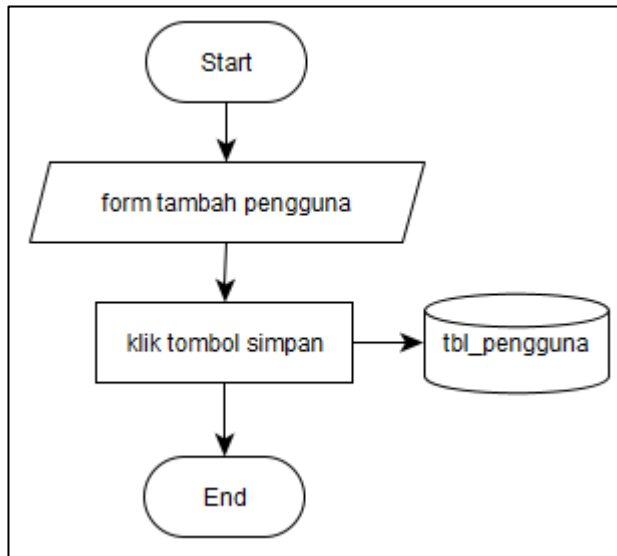 Start
form tambah pengguna
klik tombol simpan
tbl_pengguna
End